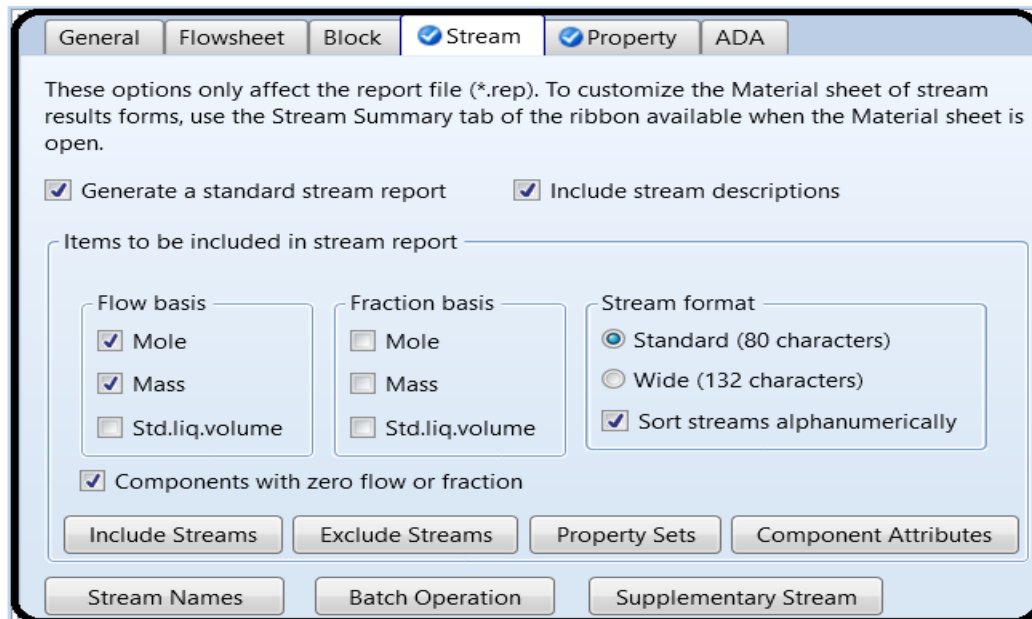 General Flowsheet Block Stream Property ADA
These options only affect the report file (*.rep). To customize the Material sheet of stream
results forms, use the Stream Summary tab of the ribbon available when the Material sheet is
open.
Generate a standard stream report Include stream descriptions
Items to be included in stream report
Flow basis Fraction basis Stream format
Mole Mole Standard (80 characters)
Mass Mass Wide (132 characters)
Std.liq.volume Std.liq.volume Sort streams alphanumerically
Components with zero flow or fraction
Include Streams Exclude Streams Property Sets Component Attributes
Stream Names Batch Operation Supplementary Stream